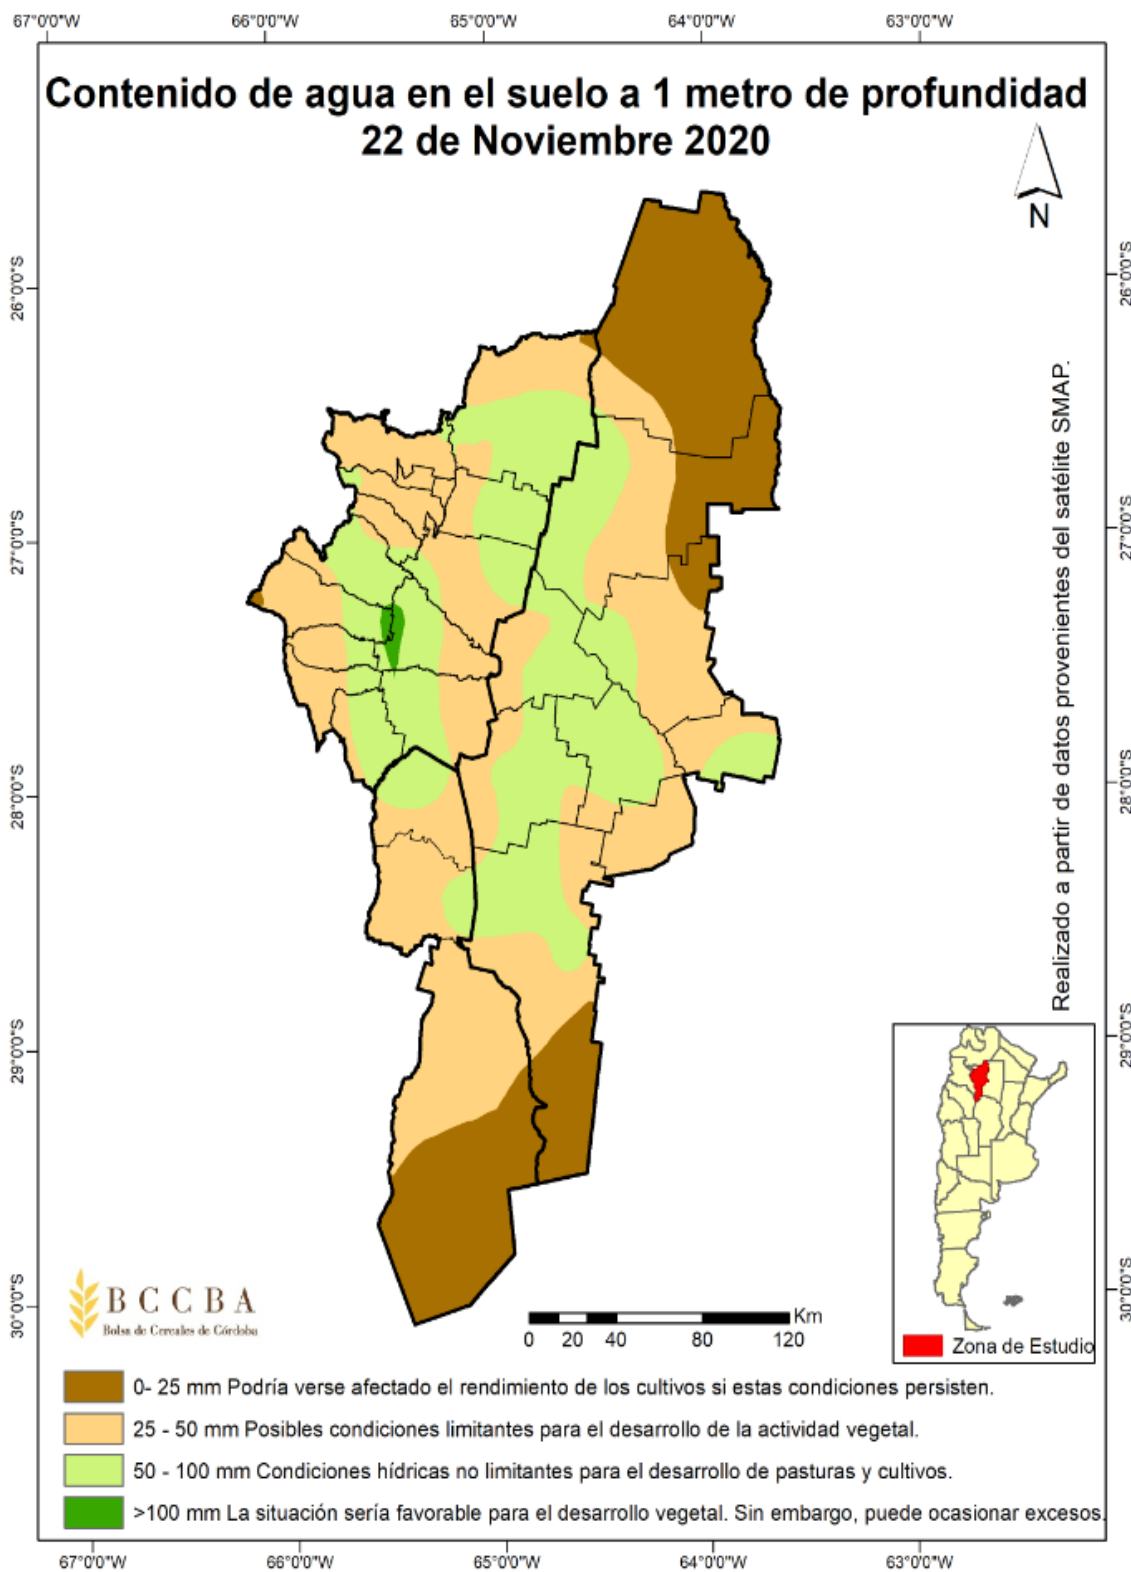 67°0'0"W 66°0'0"W 65°0'0"W 64°0'0"W 63°0'0"W
Contenido de agua en el suelo a 1 metro de profundidad
22 de Noviembre 2020
N
26°0'0"S
27°0'0"S
28°0'0"S
29°0'0"S
30°0'0"S
26°0'0"S
27°0'0"S
28°0'0"S
29°0'0"S
30°0'0"S
Realizado a partir de datos provenientes del satélite SMAP.
BCCBA
Bolsa de Cereales de Córdoba
Km
0 20 40 80 120
Zona de Estudio
0- 25 mm Podría verse afectado el rendimiento de los cultivos si estas condiciones persisten.
25 - 50 mm Posibles condiciones limitantes para el desarrollo de la actividad vegetal.
50 - 100 mm Condiciones hídricas no limitantes para el desarrollo de pasturas y cultivos.
>100 mm La situación sería favorable para el desarrollo vegetal. Sin embargo, puede ocasionar excesos.
67°0'0"W 66°0'0"W 65°0'0"W 64°0'0"W 63°0'0"W